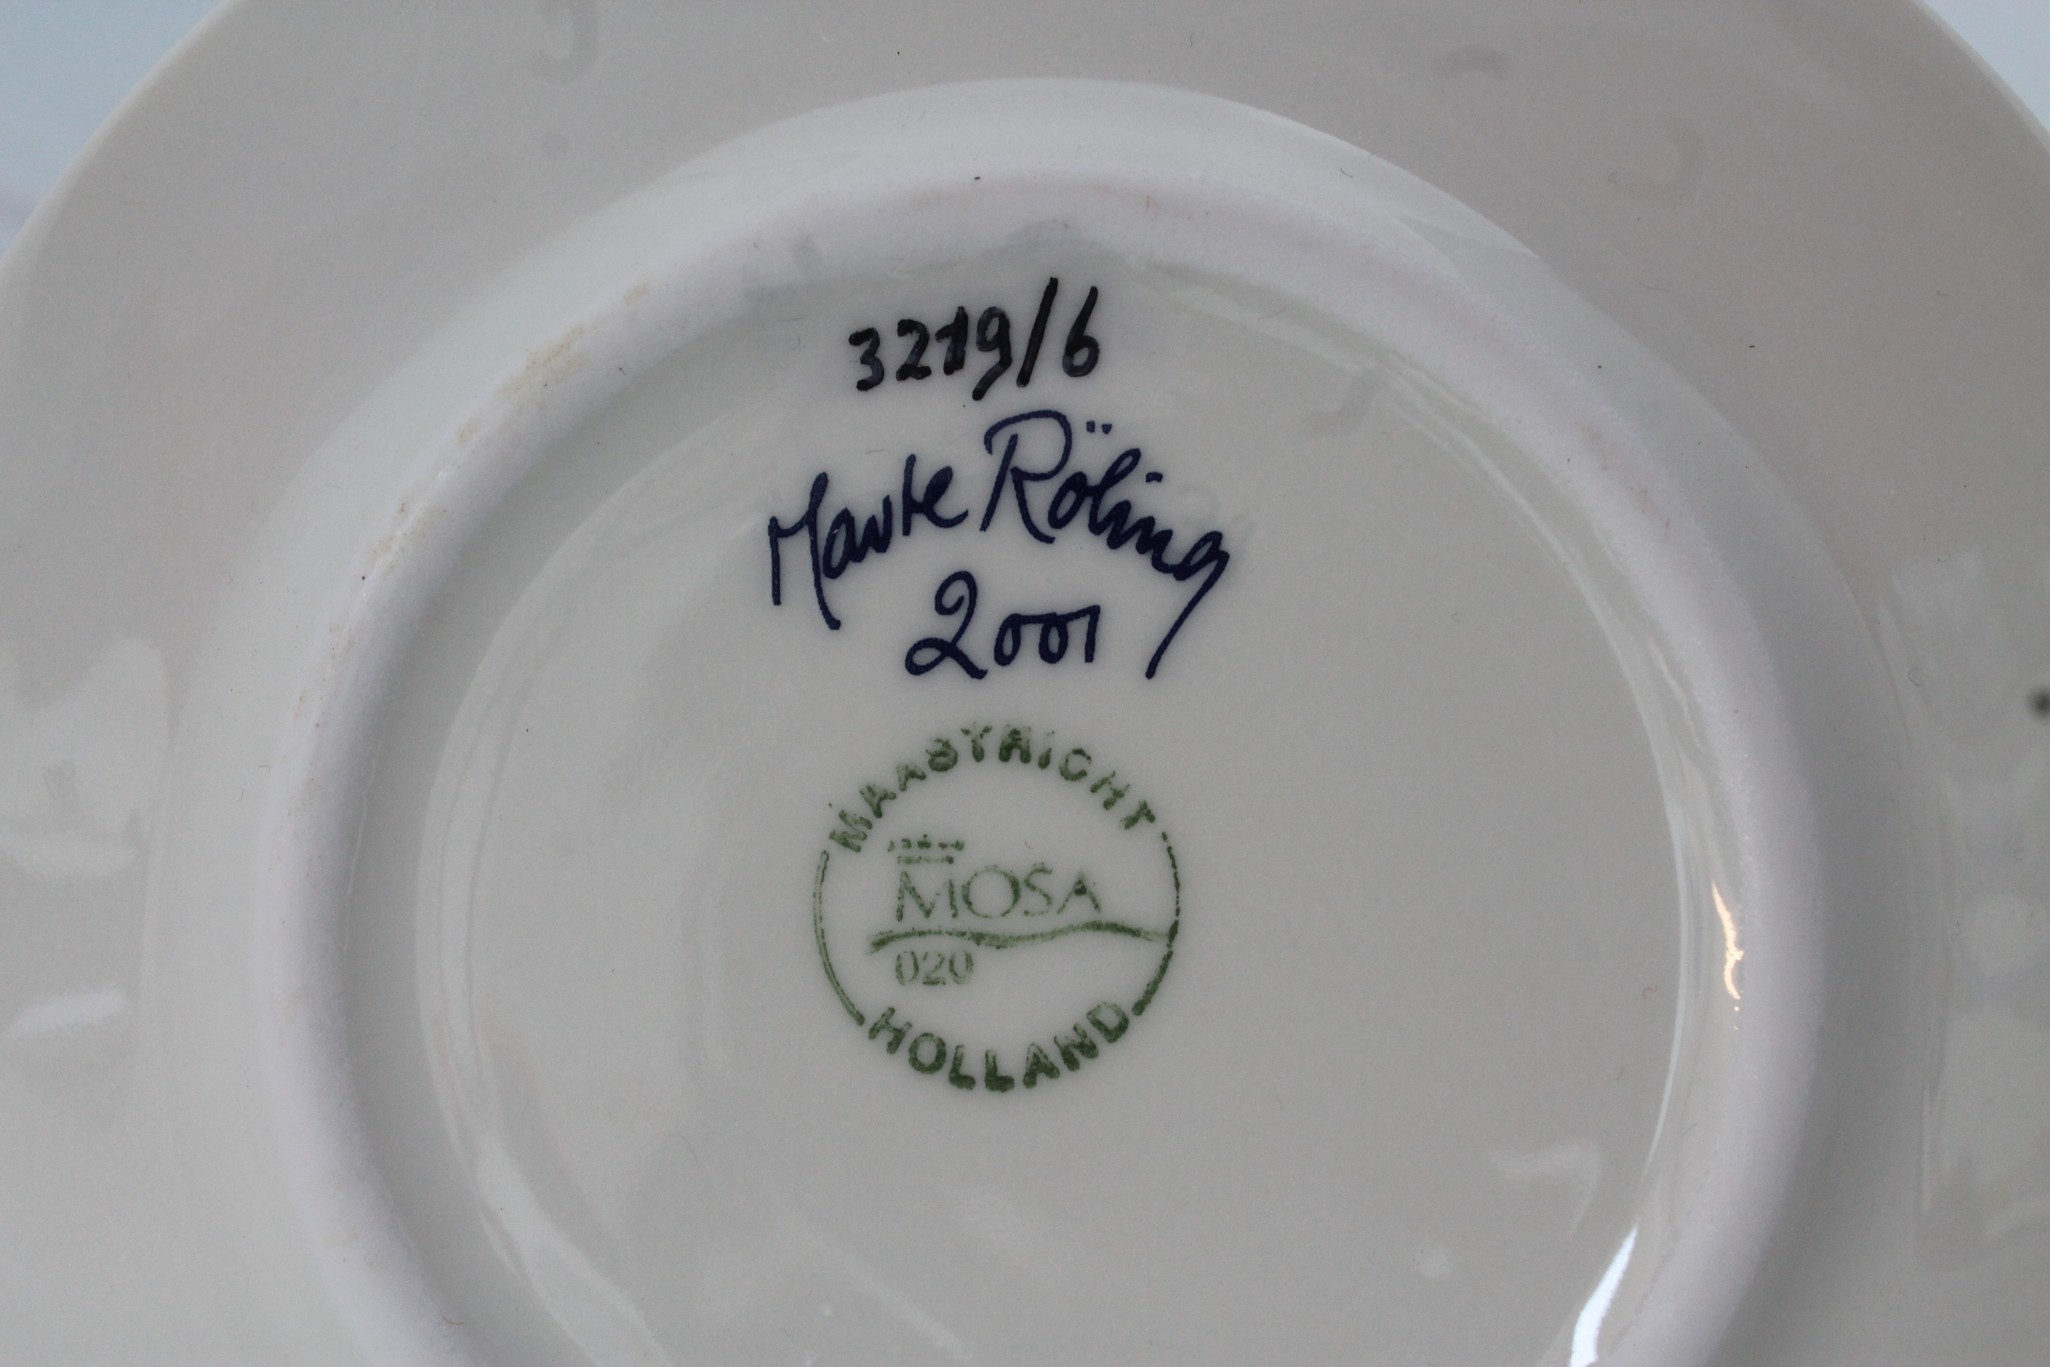 3219/6
Marte Röling
2001
MAASTRICHT
MOSA
020
HOLLAND